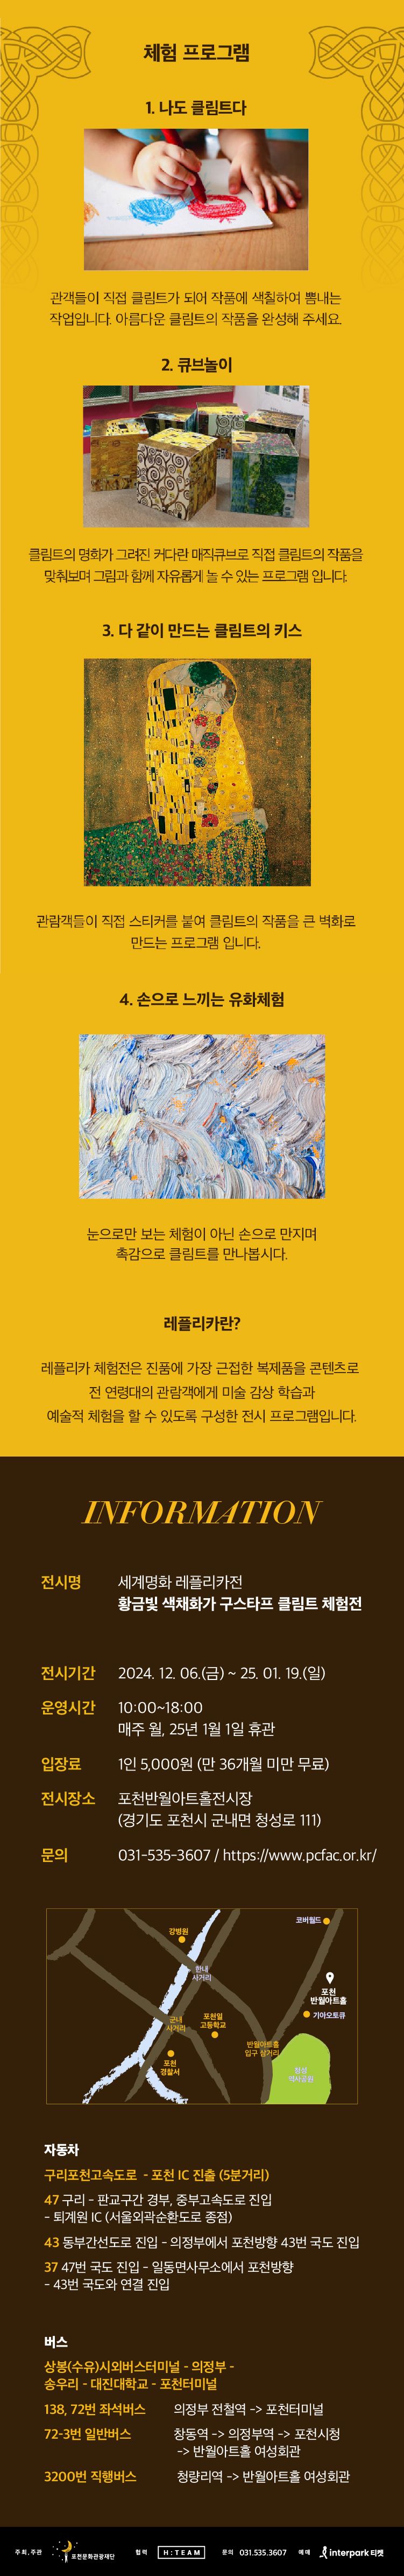 체험 프로그램
1. 나도 클림트다
관객들이 직접 클림트가 되어 작품에 색칠하여 뽐내는
작업입니다. 아름다운 클림트의 작품을 완성해 주세요.
2. 큐브놀이
클림트의 명화가 그려진 커다란 매직큐브로 직접 클림트의 작품을
맞춰보며 그림과 함께 자유롭게 놀 수 있는 프로그램 입니다.
3. 다 같이 만드는 클림트의 키스
관람객들이 직접 스티커를 붙여 클림트의 작품을 큰 벽화로
만드는 프로그램 입니다.
4. 손으로 느끼는 유화체험
눈으로만 보는 체험이 아닌 손으로 만지며
촉감으로 클림트를 만나봅시다.
레플리카란?
레플리카 체험전은 진품에 가장 근접한 복제품을 콘텐츠로
전 연령대의 관람객에게 미술 감상 학습과
예술적 체험을 할 수 있도록 구성한 전시 프로그램입니다.
INFORMATION
전시명 세계명화 레플리카전
황금빛 색채화가 구스타프 클림트 체험전
전시기간 2024. 12. 06.(금) ~ 25. 01. 19.(일)
운영시간 10:00~18:00
매주 월, 25년 1월 1일 휴관
입장료 1인 5,000원 (만 36개월 미만 무료)
전시장소 포천반월아트홀전시장
(경기도 포천시 군내면 청성로 111)
문의 031-535-3607 / https://www.pcfac.or.kr/
코버월드
강병원
한내
사거리
포천
반월아트홀
기아오토큐
군내
사거리
포천일
고등학교
반월아트홀
입구 삼거리
포천
경찰서
청성
역사공원
자동차
구리포천고속도로 - 포천 IC 진출 (5분거리)
47 구리 - 판교구간 경부, 중부고속도로 진입
- 퇴계원 IC (서울외곽순환도로 종점)
43 동부간선도로 진입 - 의정부에서 포천방향 43번 국도 진입
37 47번 국도 진입 - 일동면사무소에서 포천방향
- 43번 국도와 연결 진입
버스
상봉(수유)시외버스터미널 - 의정부 -
송우리 - 대진대학교 - 포천터미널
138, 72번 좌석버스 의정부 전철역 -> 포천터미널
72-3번 일반버스 창동역 -> 의정부역 -> 포천시청
-> 반월아트홀 여성회관
3200번 직행버스 청량리역 -> 반월아트홀 여성회관
주최.주관 포천문화관광재단 협력 H:TEAM 문의 031.535.3607 예매 interpark 티켓